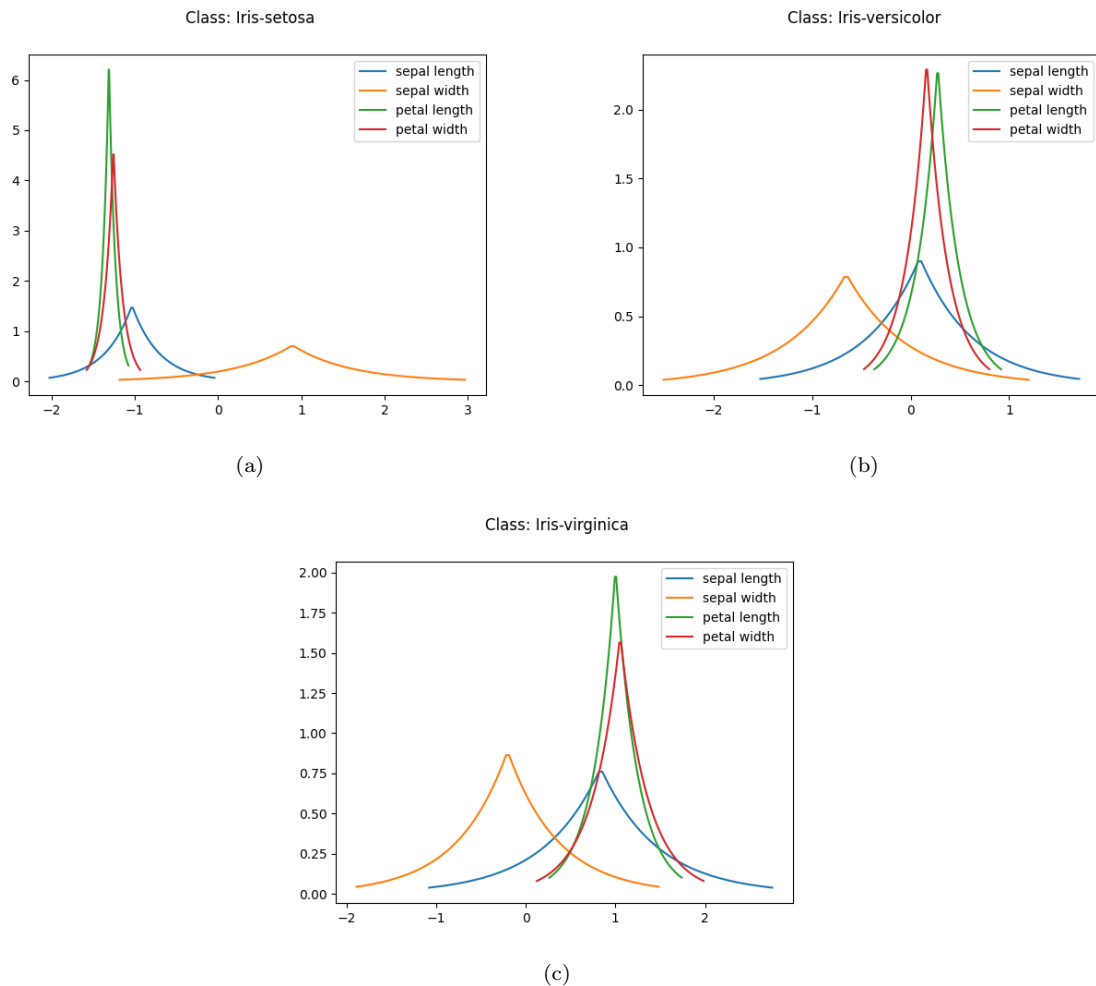 Class: Iris-setosa
sepal length
sepal width
petal length
petal width
6
5
4
3
2
1
0
−2
−1
0
1
2
3
(a)
Class: Iris-versicolor
sepal length
sepal width
petal length
petal width
2.0
1.5
1.0
0.5
0.0
−2
−1
0
1
(b)
Class: Iris-virginica
sepal length
sepal width
petal length
petal width
2.00
1.75
1.50
1.25
1.00
0.75
0.50
0.25
0.00
−2
−1
0
1
2
(c)